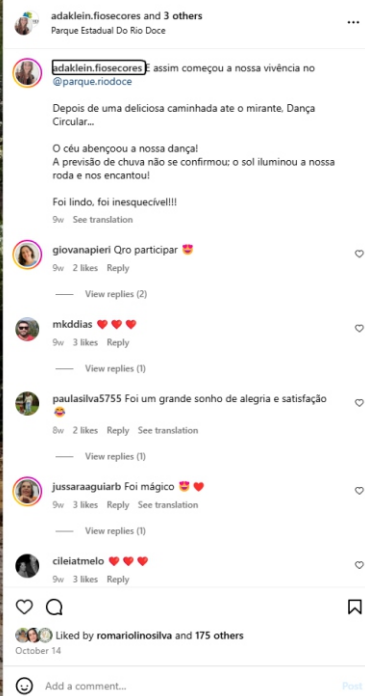 adaklein.fiosecores and 3 others
Parque Estadual Do Rio Doce
adaklein.fiosecores E assim começou a nossa vivência no
@parque.riodoce
Depois de uma deliciosa caminhada ate o mirante, Dança
Circular...
O céu abençoou a nossa dança!
A previsão de chuva não se confirmou; o sol iluminou a nossa
roda e nos encantou!
Foi lindo, foi inesquecível!!!
9w See translation
giovanapieri Qro participar 😍
9w 2 likes Reply
View replies (2)
mkddias ❤️ ❤️ ❤️
9w 3 likes Reply
View replies (1)
paulasilva5755 Foi um grande sonho de alegria e satisfação
😂
8w 2 likes Reply See translation
View replies (1)
jussaraaguiarb Foi mágico 😍 ❤️
9w 3 likes Reply See translation
View replies (1)
cileiatmelo ❤️ ❤️ ❤️
9w 3 likes Reply
Liked by romariolinosilva and 175 others
October 14
Add a comment... Post